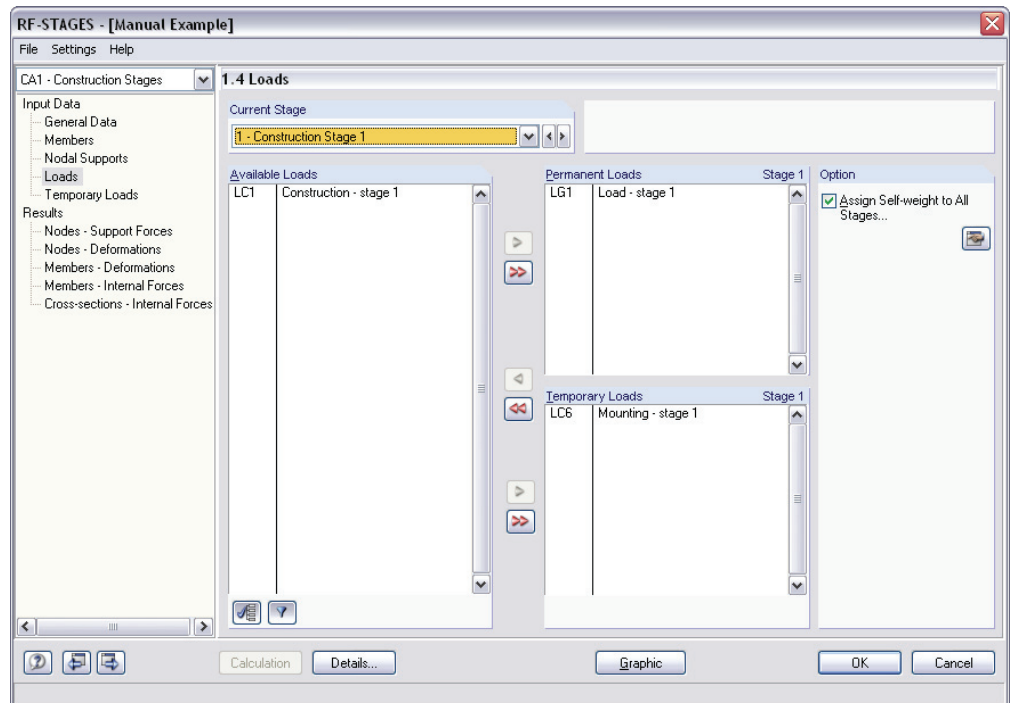 RF-STAGES - [Manual Example]
File Settings Help
CA1 - Construction Stages
Input Data
General Data
Members
Nodal Supports
Loads
Temporary Loads
Results
Nodes - Support Forces
Nodes - Deformations
Members - Deformations
Members - Internal Forces
Cross-sections - Internal Forces
1.4 Loads
Current Stage
1 - Construction Stage 1
Available Loads
LC1 Construction - stage 1
Permanent Loads Stage 1
LG1 Load - stage 1
Temporary Loads Stage 1
LC6 Mounting - stage 1
Option
Assign Self-weight to All
Stages...
Calculation Details... Graphic OK Cancel